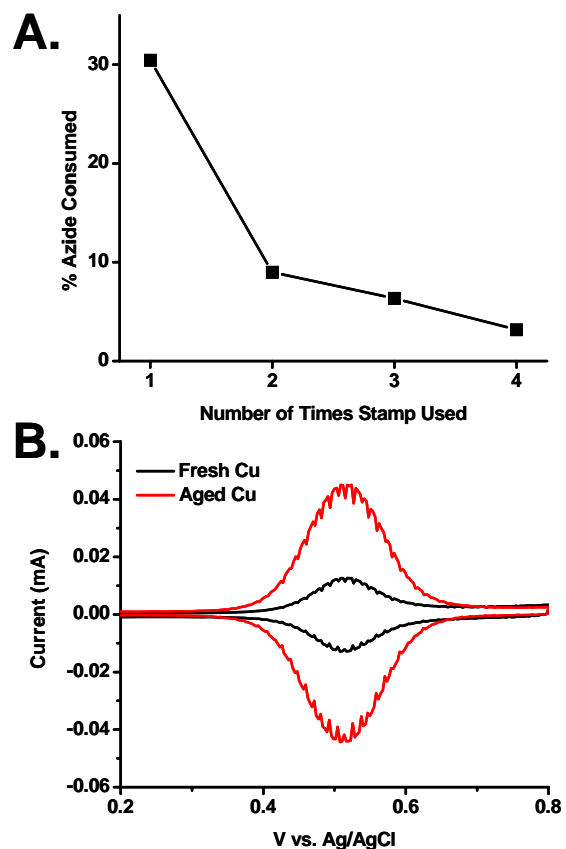 A.
% Azide Consumed
30
20
10
0
1 2 3 4
Number of Times Stamp Used
B.
Current (mA)
0.06
0.04
0.02
0.00
-0.02
-0.04
-0.06
Fresh Cu
Aged Cu
0.2 0.4 0.6 0.8
V vs. Ag/AgCl